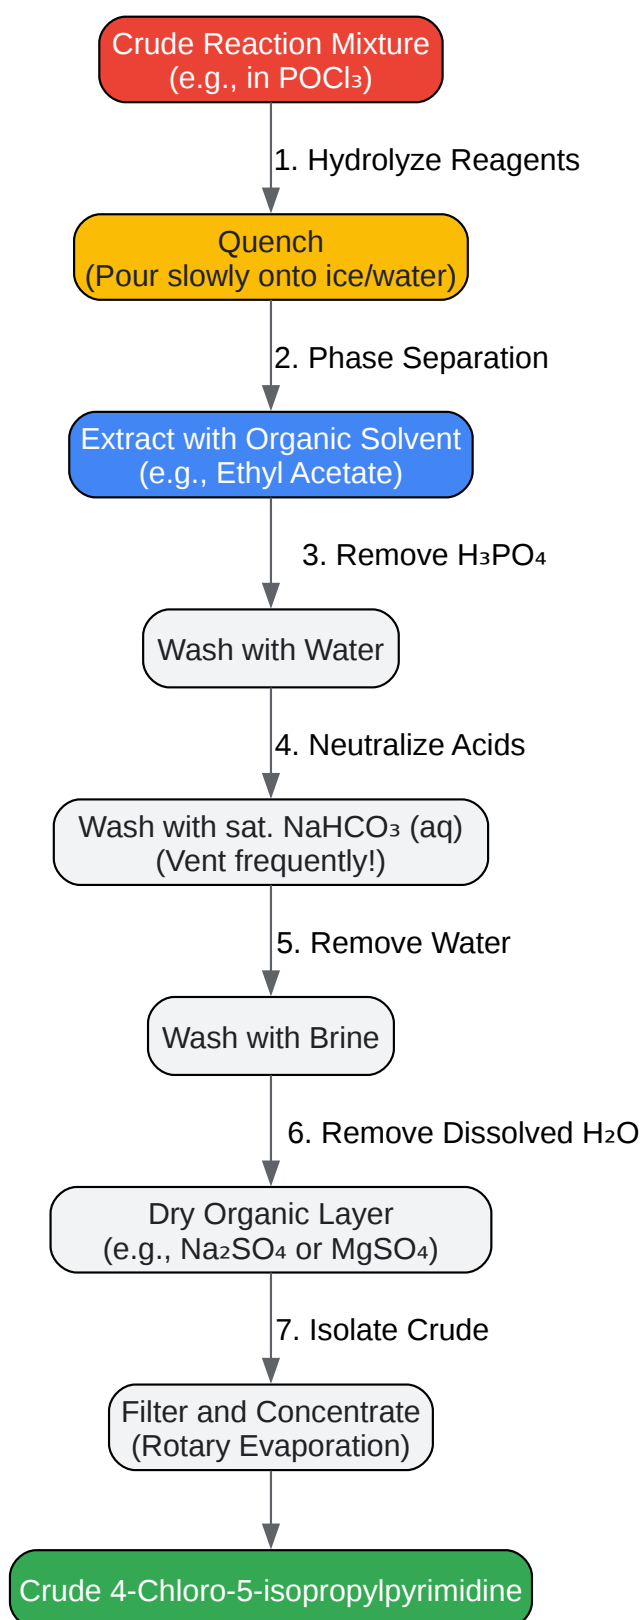 Crude Reaction Mixture
(e.g., in POCl₃)
1. Hydrolyze Reagents
Quench
(Pour slowly onto ice/water)
2. Phase Separation
Extract with Organic Solvent
(e.g., Ethyl Acetate)
3. Remove H₃PO₄
Wash with Water
4. Neutralize Acids
Wash with sat. NaHCO₃ (aq)
(Vent frequently!)
5. Remove Water
Wash with Brine
6. Remove Dissolved H₂O
Dry Organic Layer
(e.g., Na₂SO₄ or MgSO₄)
7. Isolate Crude
Filter and Concentrate
(Rotary Evaporation)
Crude 4-Chloro-5-isopropylpyrimidine